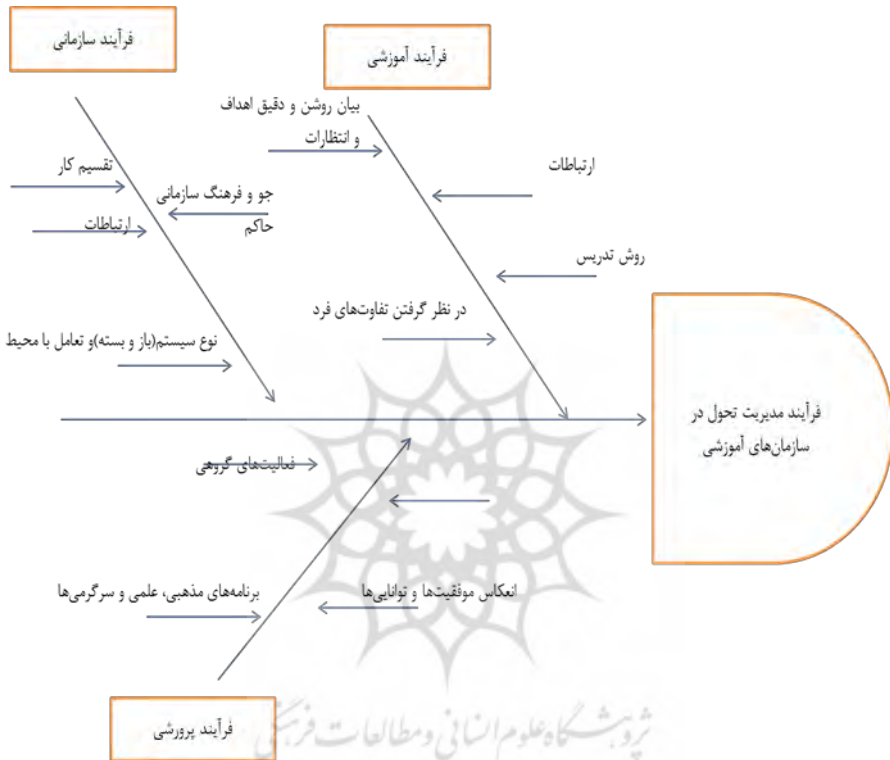 فرآیند سازمانی
فرآیند آموزشی
بیان روشن و دقیق اهداف
و انتظارات
تقسیم کار
ارتباطات
جو و فرهنگ سازمانی
حاکم
ارتباطات
روش تدریس
در نظر گرفتن تفاوت‌های فرد
نوع سیستم(باز و بسته)و تعامل با محیط
فرآیند مدیریت تحول در
سازمان‌های آموزشی
فعالیت‌های گروهی
برنامه‌های مذهبی، علمی و سرگرمی‌ها
انعکاس موفقیت‌ها و توانایی‌ها
فرآیند پرورشی
پژوهشگاه علوم انسانی و مطالعات فرهنگی